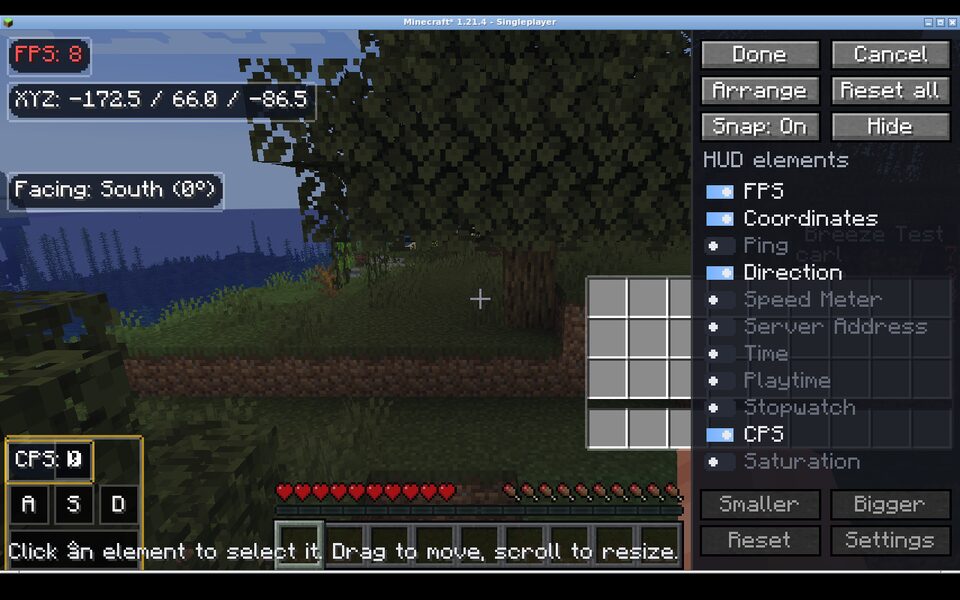 Minecraft* 1.21.4 - Singleplayer
FPS: 8
XYZ: -172.5 / 66.0 / -86.5
Facing: South (0°)
Done
Cancel
Arrange
Reset all
Snap: On
Hide
HUD elements
FPS
Coordinates
Ping
Direction
Speed Meter
Server Address
Time
Playtime
Stopwatch
CPS
Saturation
Smaller
Bigger
Reset
Settings
CPS:
A
S
D
Click an element to select it. Drag to move, scroll to resize.